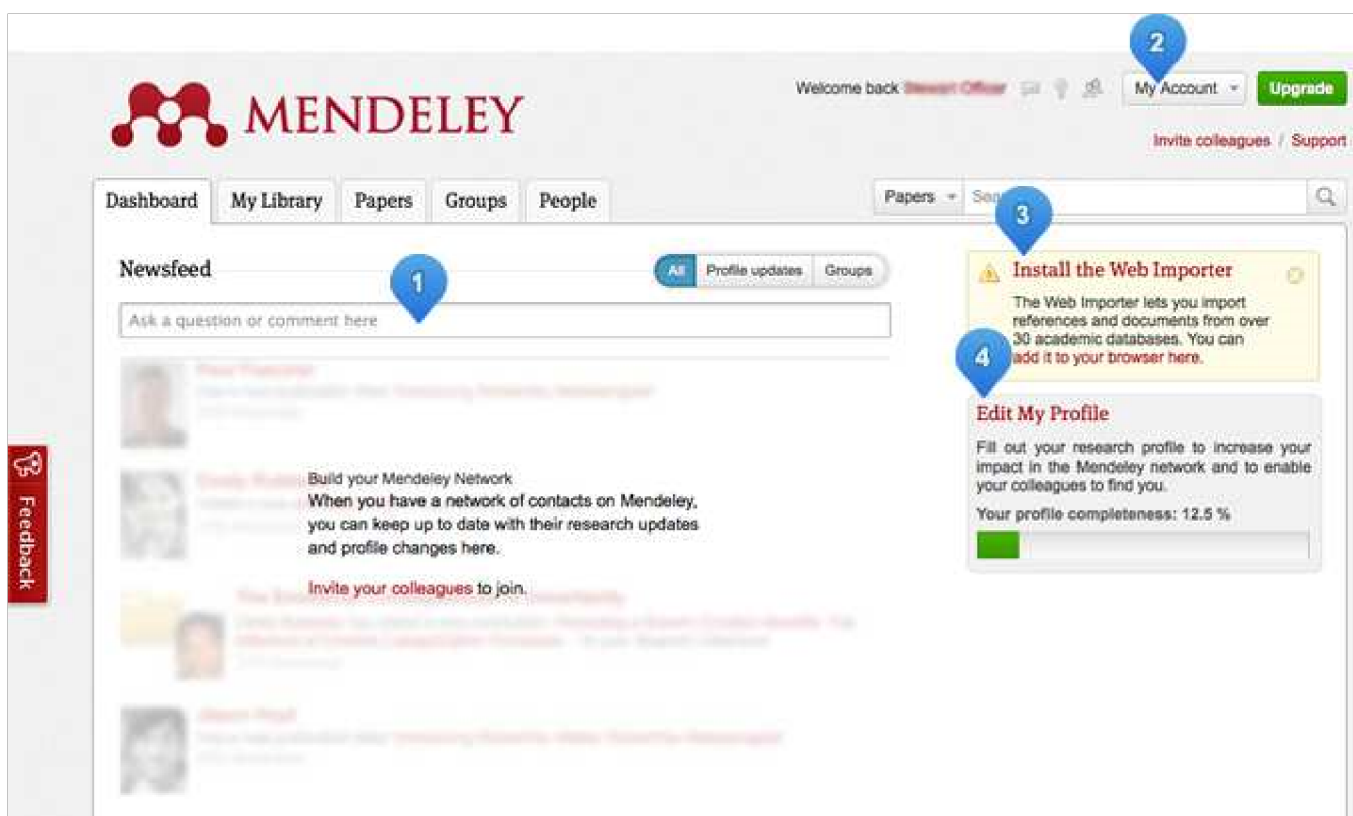 2
MENDELEY
Welcome back
My Account
Upgrade
Invite colleagues / Support
Dashboard
My Library
Papers
Groups
People
Papers
3
Newsfeed
1
All
Profile updates
Groups
Ask a question or comment here
Install the Web Importer
The Web Importer lets you import
references and documents from over
30 academic databases. You can
add it to your browser here.
4
Edit My Profile
Fill out your research profile to increase your
impact in the Mendeley network and to enable
your colleagues to find you.
Your profile completeness: 12.5 %
Feedback
Build your Mendeley Network
When you have a network of contacts on Mendeley,
you can keep up to date with their research updates
and profile changes here.
Invite your colleagues to join.